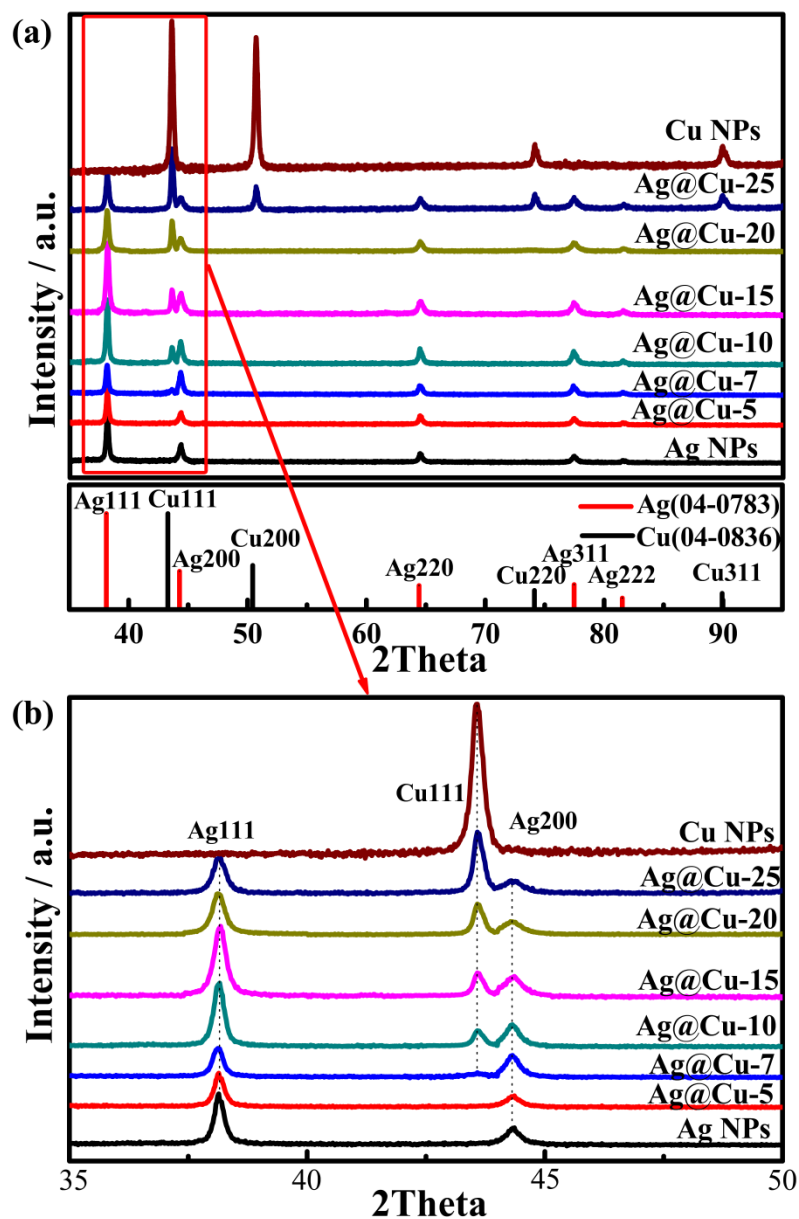 (a)
Intensity / a.u.
Cu NPs
Ag@Cu-25
Ag@Cu-20
Ag@Cu-15
Ag@Cu-10
Ag@Cu-7
Ag@Cu-5
Ag NPs
Ag111 Cu111
Ag200
Cu200
Ag220
Cu220
Ag311
Ag222
Cu311
Ag(04-0783)
Cu(04-0836)
40 50 60 70 80 90
2Theta
(b)
Intensity / a.u.
Ag111
Cu111
Ag200
Cu NPs
Ag@Cu-25
Ag@Cu-20
Ag@Cu-15
Ag@Cu-10
Ag@Cu-7
Ag@Cu-5
Ag NPs
35 40 45 50
2Theta